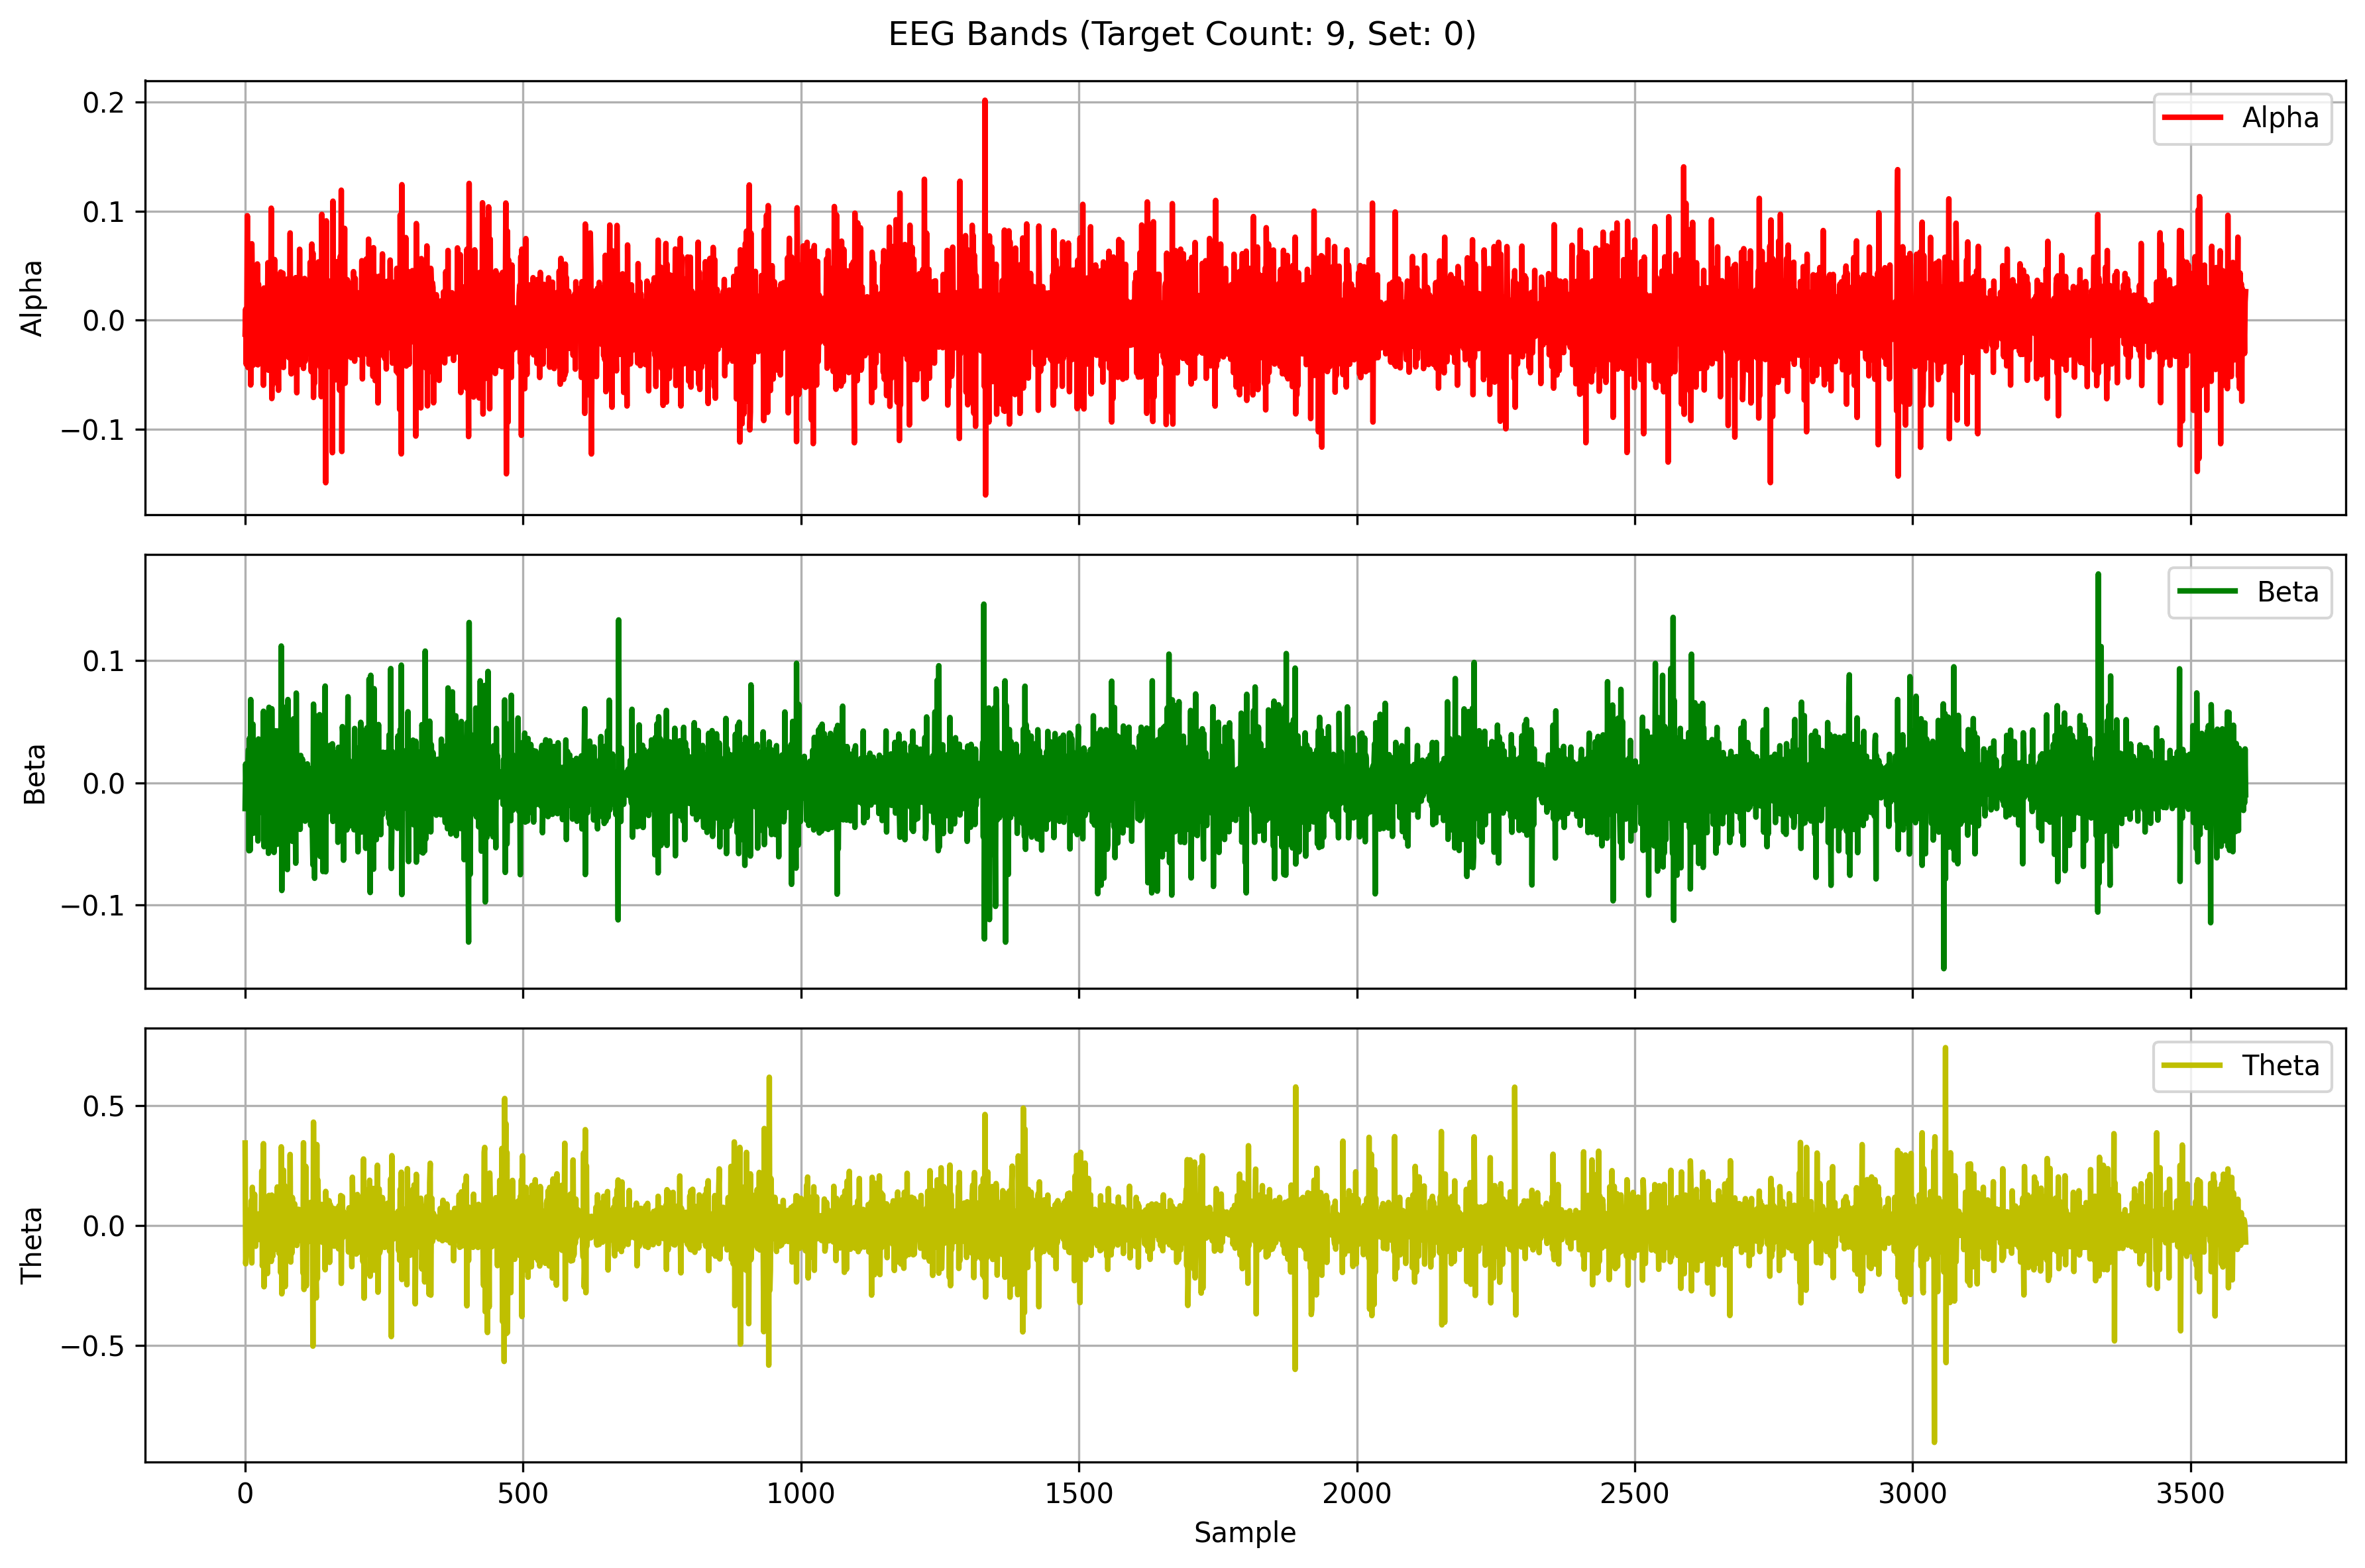 EEG Bands (Target Count: 9, Set: 0)
0.2
0.1
0.0
−0.1
Alpha
Alpha
0.1
0.0
−0.1
Beta
Beta
0.5
0.0
−0.5
Theta
Theta
0 500 1000 1500 2000 2500 3000 3500
Sample